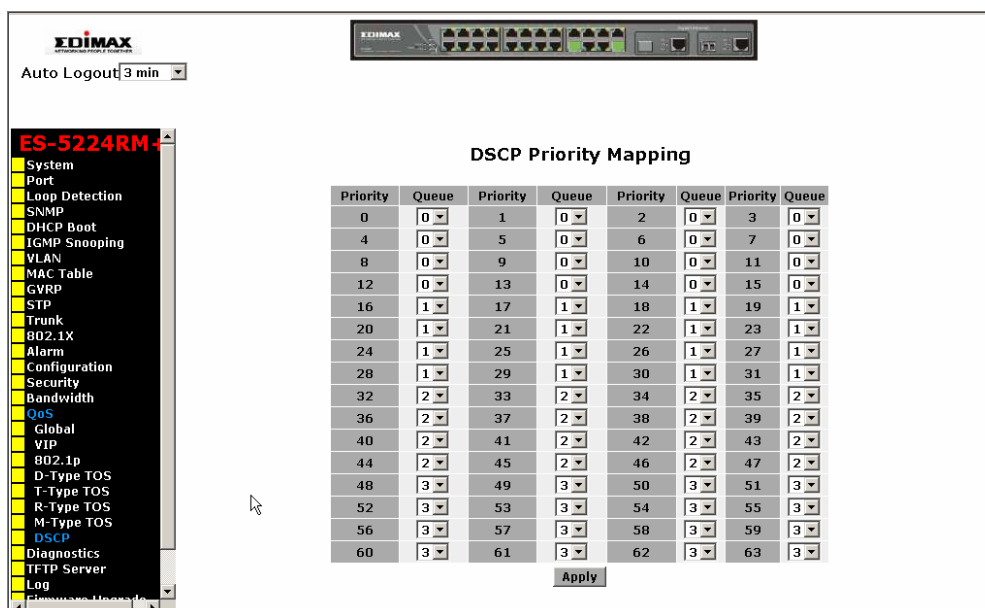 EDIMAX
NETWORKING PEOPLE TOGETHER
EDIMAX
Auto Logout 3 min
ES-5224RM+
System
Port
Loop Detection
SNMP
DHCP Boot
IGMP Snooping
VLAN
MAC Table
GVRP
STP
Trunk
802.1X
Alarm
Configuration
Security
Bandwidth
QoS
Global
VIP
802.1p
D-Type TOS
T-Type TOS
R-Type TOS
M-Type TOS
DSCP
Diagnostics
TFTP Server
Log
Firmware Upgrade
DSCP Priority Mapping
Priority Queue Priority Queue Priority Queue Priority Queue
0 0 1 0 2 0 3 0
4 0 5 0 6 0 7 0
8 0 9 0 10 0 11 0
12 0 13 0 14 0 15 0
16 1 17 1 18 1 19 1
20 1 21 1 22 1 23 1
24 1 25 1 26 1 27 1
28 1 29 1 30 1 31 1
32 2 33 2 34 2 35 2
36 2 37 2 38 2 39 2
40 2 41 2 42 2 43 2
44 2 45 2 46 2 47 2
48 3 49 3 50 3 51 3
52 3 53 3 54 3 55 3
56 3 57 3 58 3 59 3
60 3 61 3 62 3 63 3
Apply